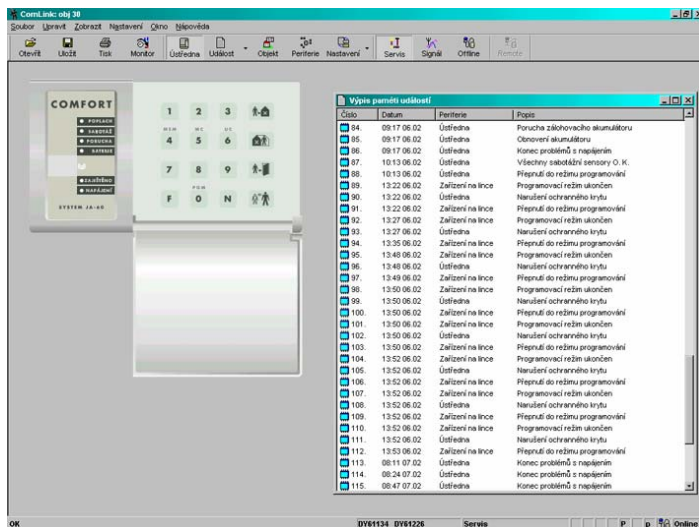 ComLink: obj 30
Soubor Upravit Zobrazit Nastavení Okno Nápověda
Otevřít Uložit Tisk Monitor Ústředna Událost Objekt Periferie Nastavení Servis Signál Offline Remote
COMFORT
POPLACH
SABOTÁŽ
PORUCHA
BATERIE
ZAJIŠTĚNO
NAPÁJENÍ
SYSTEM JA-60
1 2 3
MEM
4 5 6
7 8 9
PGM
F 0 N
Výpis paměti událostí
Číslo Datum Periferie Popis
84. 09:17 06.02 Ústředna Porucha zálohovacího akumulátoru
85. 09:17 06.02 Ústředna Obnovení akumulátoru
86. 09:17 06.02 Ústředna Konec problémů s napájením
87. 10:13 06.02 Ústředna Všechny sabotážní sensory O. K.
88. 10:13 06.02 Ústředna Přepnutí do režimu programování
89. 13:22 06.02 Zařízení na lince Programovací režim ukončen
90. 13:22 06.02 Ústředna Narušení ochranného krytu
91. 13:22 06.02 Zařízení na lince Přepnutí do režimu programování
92. 13:27 06.02 Zařízení na lince Programovací režim ukončen
93. 13:27 06.02 Ústředna Narušení ochranného krytu
94. 13:35 06.02 Zařízení na lince Přepnutí do režimu programování
95. 13:48 06.02 Zařízení na lince Programovací režim ukončen
96. 13:48 06.02 Ústředna Narušení ochranného krytu
97. 13:49 06.02 Zařízení na lince Přepnutí do režimu programování
98. 13:50 06.02 Zařízení na lince Programovací režim ukončen
99. 13:50 06.02 Ústředna Narušení ochranného krytu
100. 13:50 06.02 Zařízení na lince Přepnutí do režimu programování
101. 13:50 06.02 Zařízení na lince Programovací režim ukončen
102. 13:50 06.02 Ústředna Narušení ochranného krytu
103. 13:50 06.02 Zařízení na lince Přepnutí do režimu programování
104. 13:52 06.02 Zařízení na lince Programovací režim ukončen
105. 13:52 06.02 Ústředna Narušení ochranného krytu
106. 13:52 06.02 Zařízení na lince Přepnutí do režimu programování
107. 13:52 06.02 Zařízení na lince Programovací režim ukončen
108. 13:52 06.02 Ústředna Narušení ochranného krytu
109. 13:52 06.02 Zařízení na lince Přepnutí do režimu programování
110. 13:52 06.02 Zařízení na lince Programovací režim ukončen
111. 13:52 06.02 Ústředna Narušení ochranného krytu
112. 13:53 06.02 Zařízení na lince Přepnutí do režimu programování
113. 08:11 07.02 Ústředna Konec problémů s napájením
114. 08:24 07.02 Ústředna Konec problémů s napájením
115. 08:47 07.02 Ústředna Konec problémů s napájením
OK DY61134 DY61226 Servis P p Online